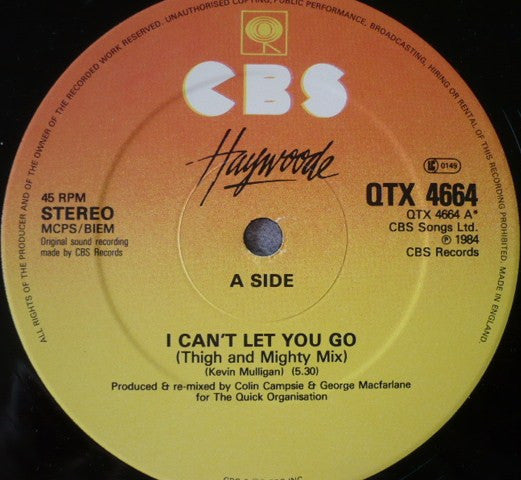 ALL RIGHTS OF THE PRODUCER AND OF THE OWNER OF THE RECORDED WORK RESERVED. UNAUTHORISED COPYING, PUBLIC PERFORMANCE, BROADCASTING, HIRING OR RENTAL OF THIS RECORDING PROHIBITED. MADE IN ENGLAND.
CBS
Haywoode
45 RPM
STEREO
MCPS/BIEM
Original sound recording
made by CBS Records
0149
QTX 4664
QTX 4664 A*
CBS Songs Ltd.
℗ 1984
CBS Records
A SIDE
I CAN'T LET YOU GO
(Thigh and Mighty Mix)
(Kevin Mulligan) (5.30)
Produced & re-mixed by Colin Campsie & George Macfarlane
for The Quick Organisation